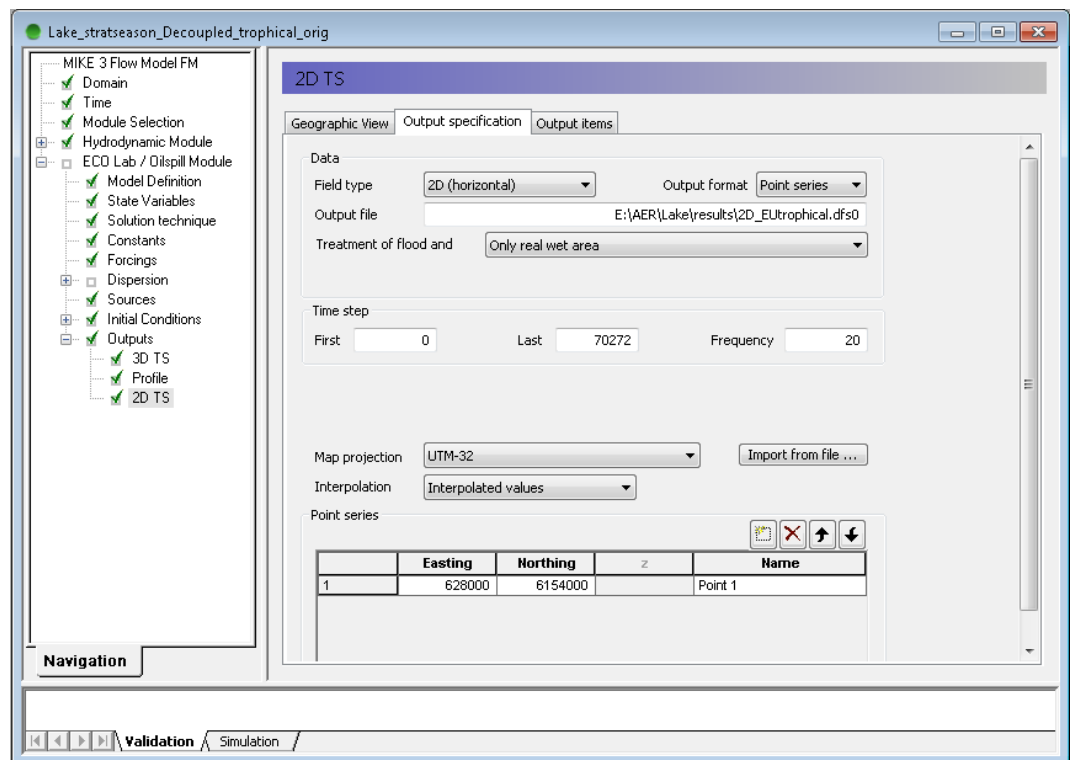 Lake_stratseason_Decoupled_trophical_orig
MIKE 3 Flow Model FM
Domain
Time
Module Selection
Hydrodynamic Module
ECO Lab / Oilspill Module
Model Definition
State Variables
Solution technique
Constants
Forcings
Dispersion
Sources
Initial Conditions
Outputs
3D TS
Profile
2D TS
Navigation
2D TS
Geographic View Output specification Output items
Data
Field type 2D (horizontal) Output format Point series
Output file E:\AER\Lake\results\2D_EUtrophical.dfs0
Treatment of flood and Only real wet area
Time step
First 0 Last 70272 Frequency 20
Map projection UTM-32 Import from file ...
Interpolation Interpolated values
Point series
Easting Northing z Name
1 628000 6154000 Point 1
Validation Simulation